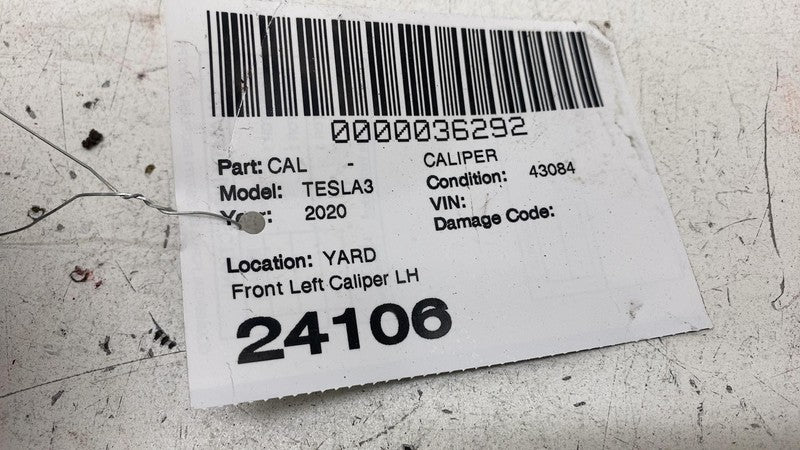 0000036292
Part: CAL - CALIPER
Model: TESLA3 Condition: 43084
Year: 2020 VIN:
Damage Code:
Location: YARD
Front Left Caliper LH
24106